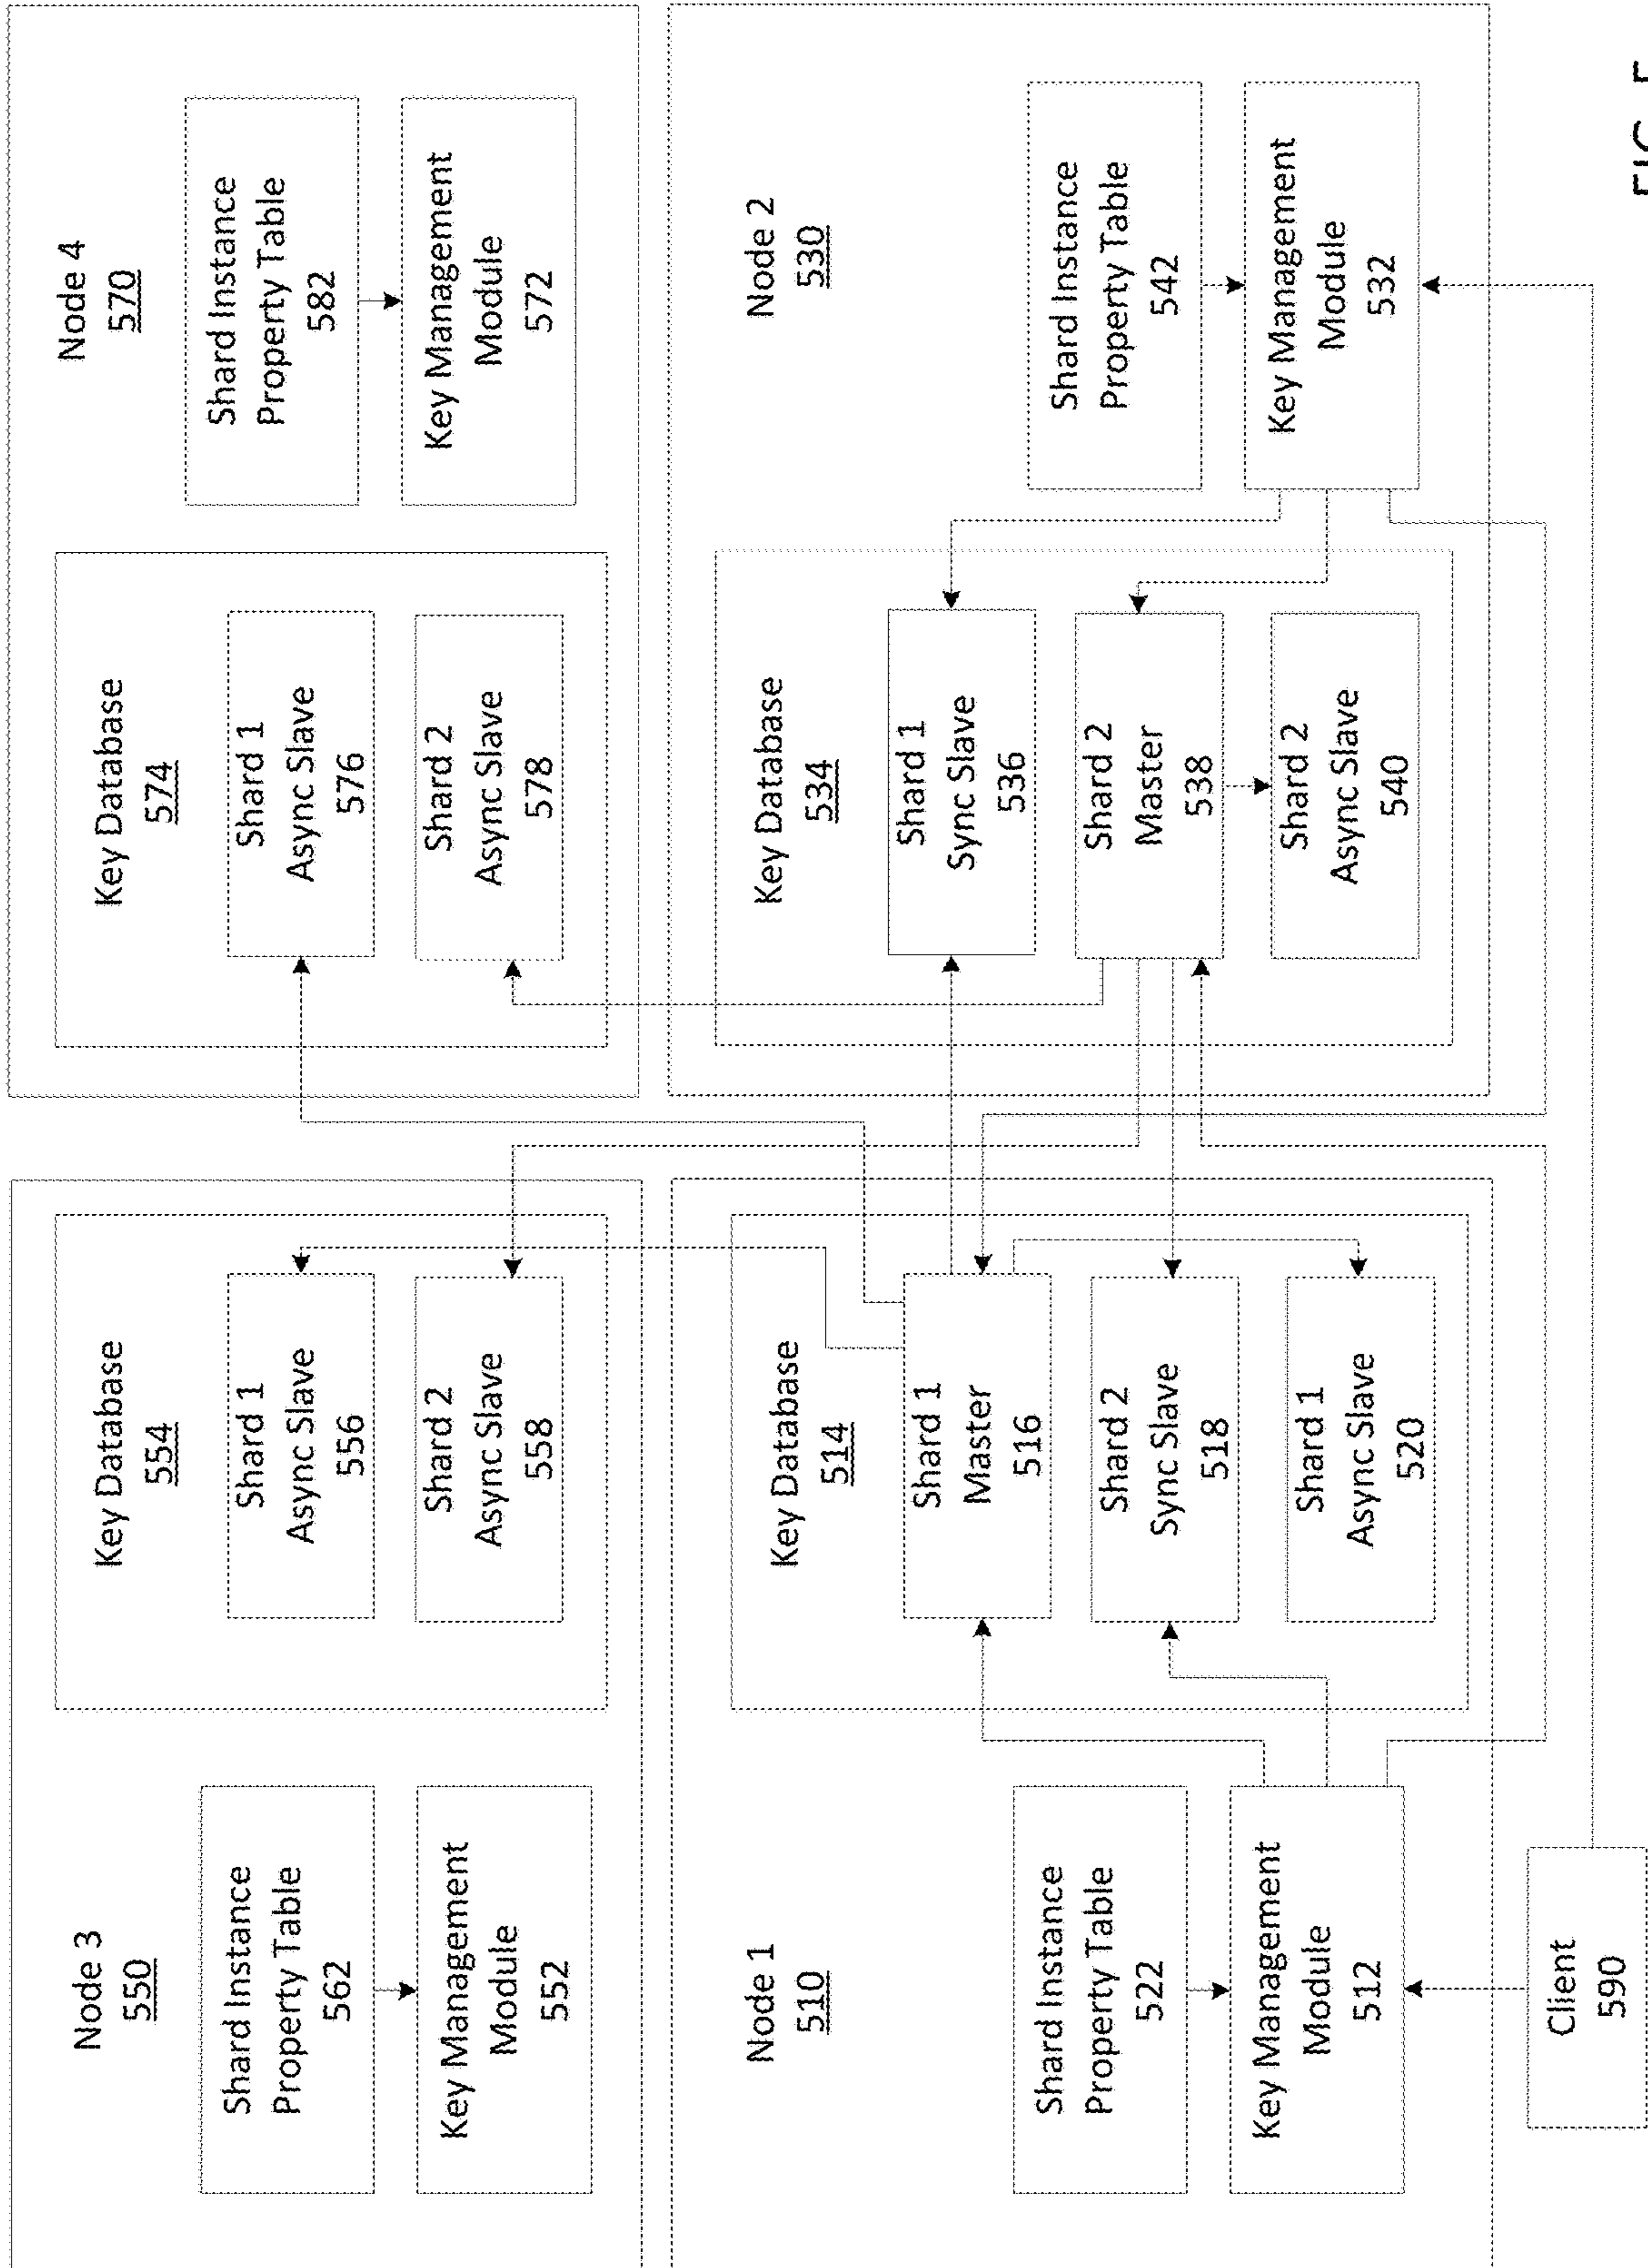 Node 3
550
Shard Instance
Property Table
562
Key Management
Module
552
Key Database
554
Shard 1
Async Slave
556
Shard 2
Async Slave
558
Node 4
570
Key Database
574
Shard 1
Async Slave
576
Shard 2
Async Slave
578
Shard Instance
Property Table
582
Key Management
Module
572
Node 1
510
Shard Instance
Property Table
522
Key Management
Module
512
Key Database
514
Shard 1
Master
516
Shard 2
Sync Slave
518
Shard 1
Async Slave
520
Node 2
530
Key Database
534
Shard 1
Sync Slave
536
Shard 2
Master
538
Shard 2
Async Slave
540
Shard Instance
Property Table
542
Key Management
Module
532
Client
590
FIG.